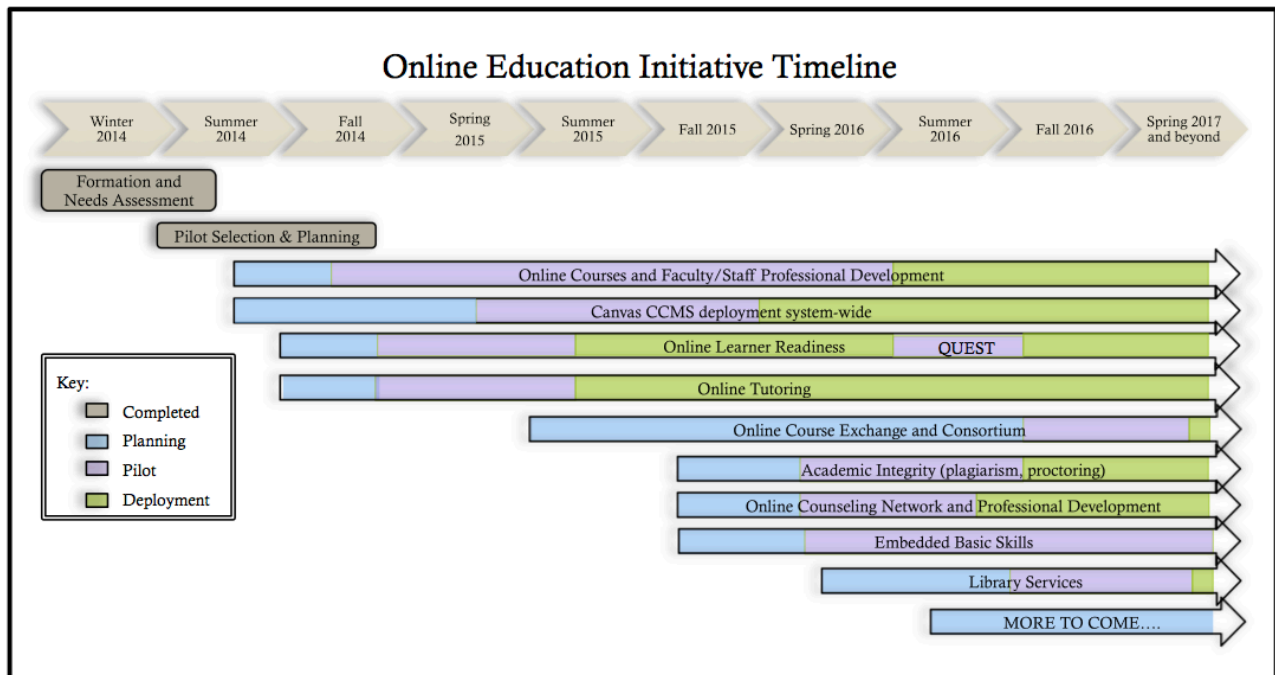 Online Education Initiative Timeline
Winter
2014
Summer
2014
Fall
2014
Spring
2015
Summer
2015
Fall 2015
Spring 2016
Summer
2016
Fall 2016
Spring 2017
and beyond
Formation and
Needs Assessment
Pilot Selection & Planning
Online Courses and Faculty/Staff Professional Development
Canvas CCMS deployment system-wide
Online Learner Readiness
QUEST
Online Tutoring
Online Course Exchange and Consortium
Academic Integrity (plagiarism, proctoring)
Online Counseling Network and Professional Development
Embedded Basic Skills
Library Services
MORE TO COME....
Key:
Completed
Planning
Pilot
Deployment